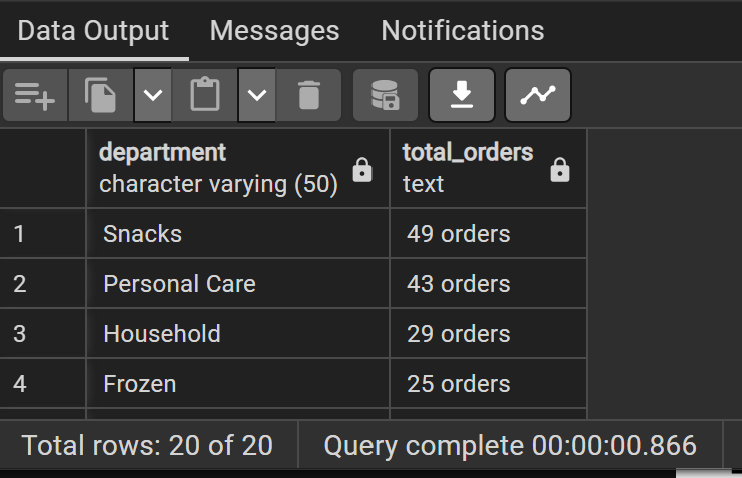 Data Output Messages Notifications
department total_orders
character varying (50) text
1 Snacks 49 orders
2 Personal Care 43 orders
3 Household 29 orders
4 Frozen 25 orders
Total rows: 20 of 20 Query complete 00:00:00.866